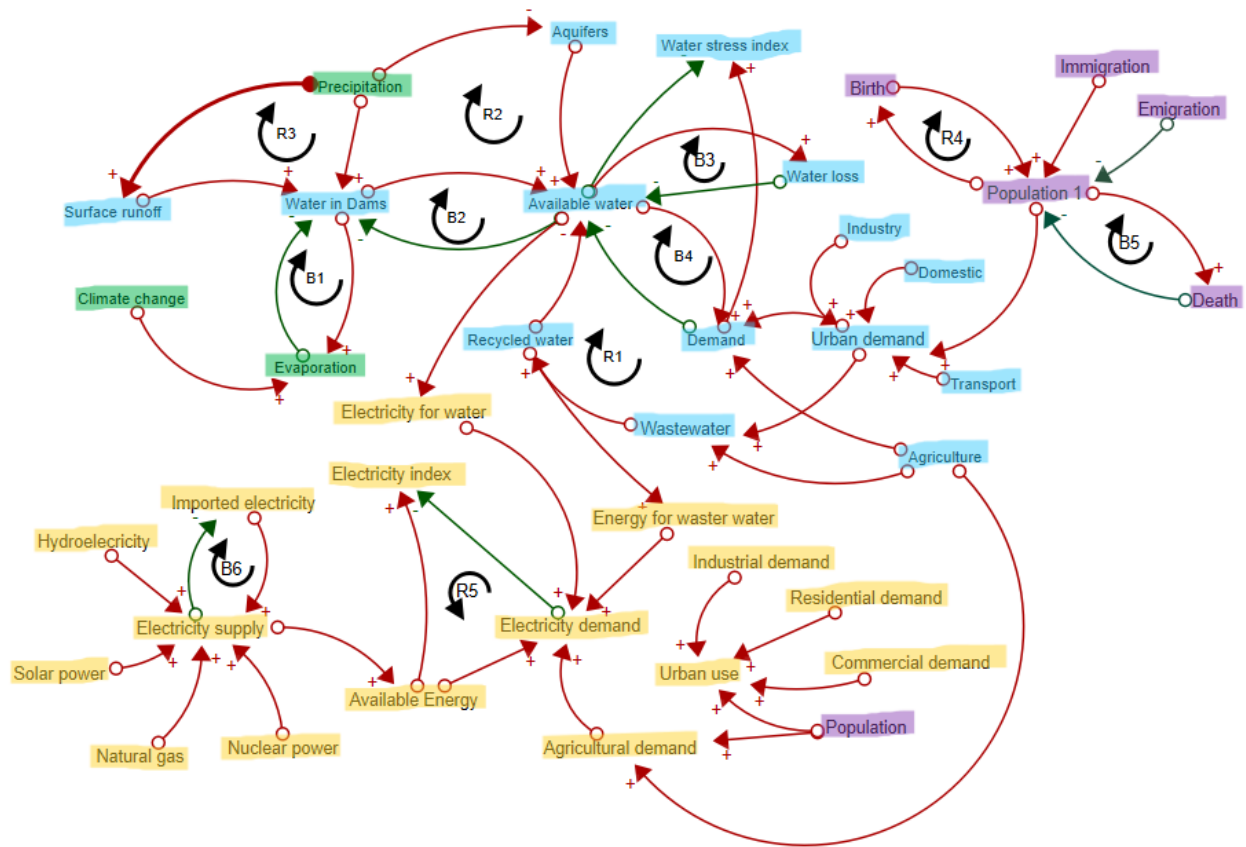 Aquifers
Water stress index
Precipitation
Immigration
Birth
Emigration
R3
R2
R4
B3
Water loss
Population 1
Surface runoff
Water in Dams
Available water
B2
Industry
B5
B4
B1
Domestic
Climate change
Death
Recycled water
Demand
Urban demand
R1
Evaporation
Transport
Electricity for water
Wastewater
Agriculture
Electricity index
Imported electricity
Energy for waster water
Hydroelecricity
B6
Industrial demand
R5
Residential demand
Electricity supply
Electricity demand
Solar power
Urban use
Commercial demand
Available Energy
Population
Natural gas
Nuclear power
Agricultural demand